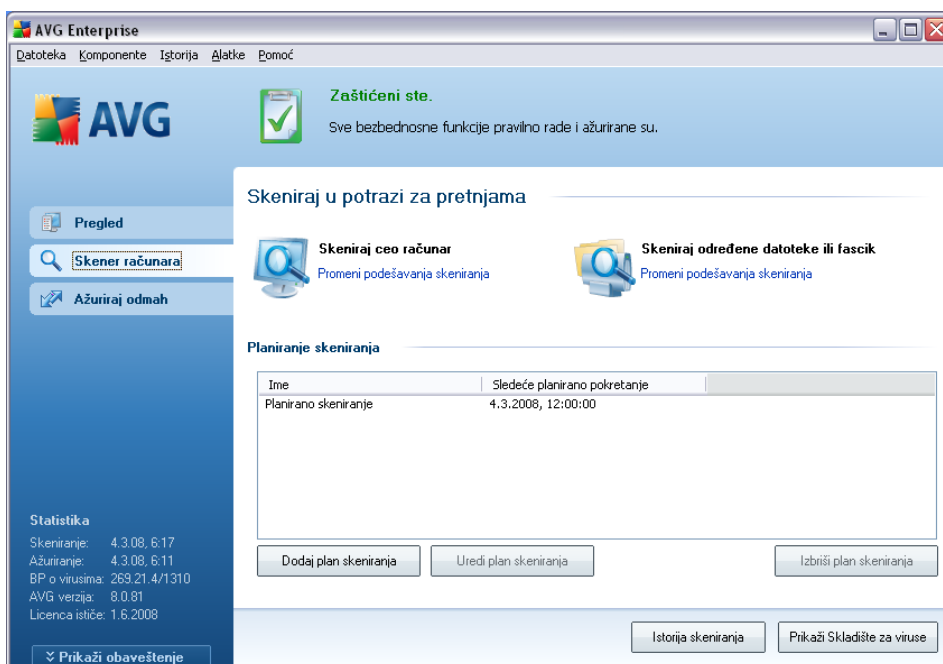 AVG Enterprise
Datoteka Komponente Istorija Alatke Pomoć
AVG
Zaštićeni ste.
Sve bezbednosne funkcije pravilno rade i ažurirane su.
Pregled
Skener računara
Ažuriraj odmah
Skeniraj u potrazi za pretnjama
Skeniraj ceo računar
Promeni podešavanja skeniranja
Skeniraj određene datoteke ili fascik
Promeni podešavanja skeniranja
Planiranje skeniranja
Ime Sledeće planirano pokretanje
Planirano skeniranje 4.3.2008, 12:00:00
Dodaj plan skeniranja Uredi plan skeniranja Izbriši plan skeniranja
Statistika
Skeniranje: 4.3.08, 6:17
Ažuriranje: 4.3.08, 6:11
BP o virusima: 269.21.4/1310
AVG verzija: 8.0.81
Licenca ističe: 1.6.2008
Prikaži obaveštenje
Istorija skeniranja Prikaži Skladište za viruse